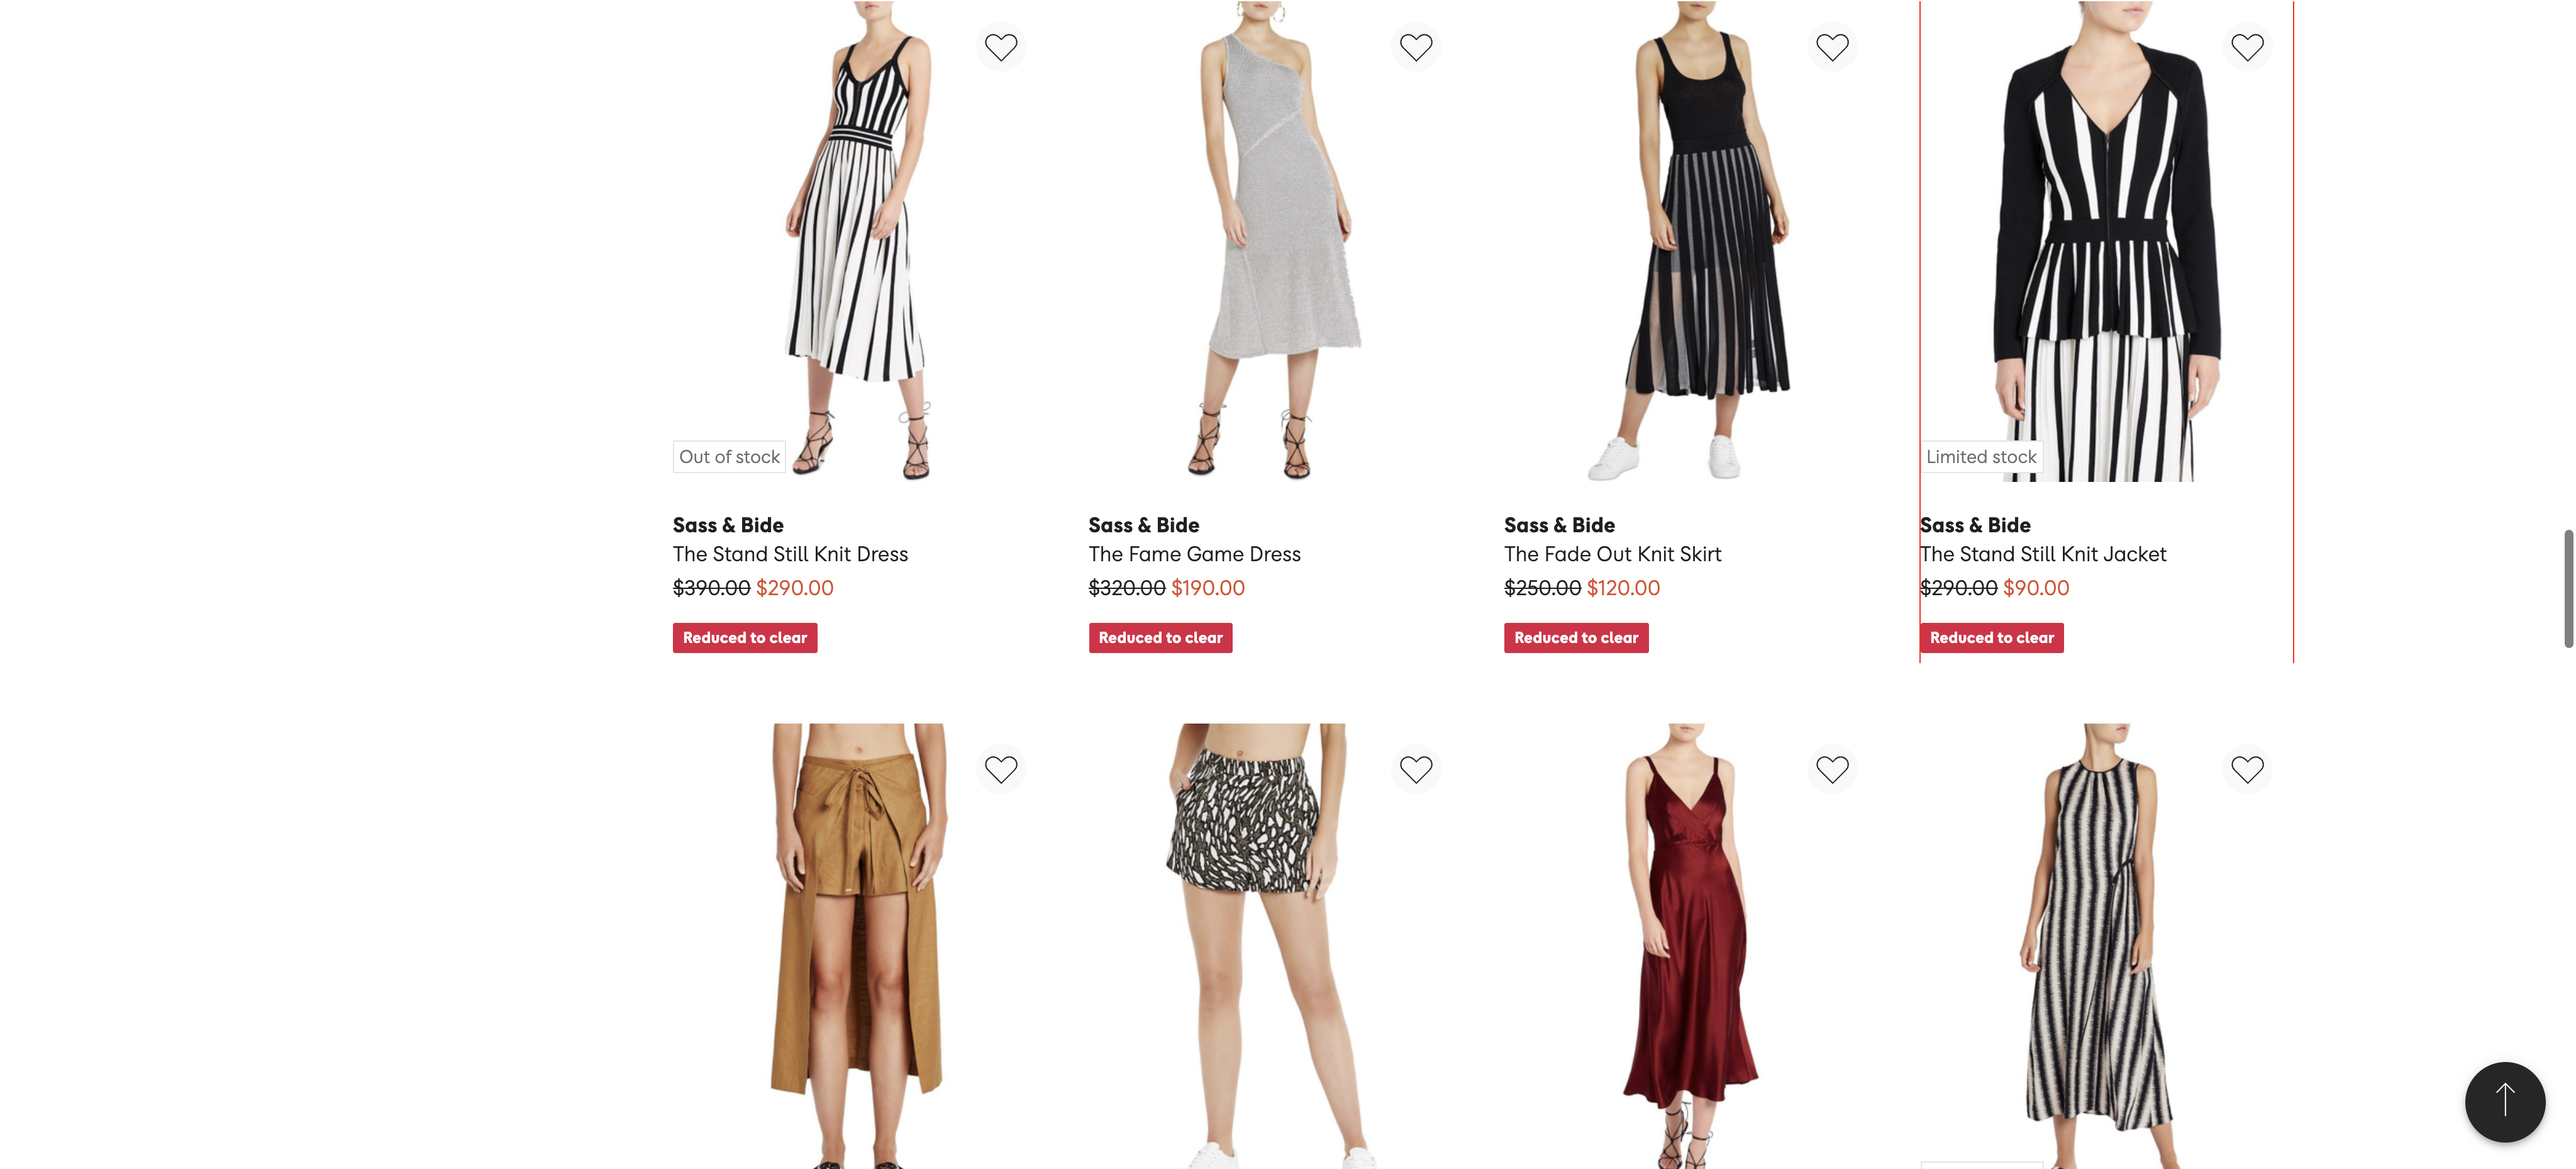 Out of stock
Limited stock
Sass & Bide
The Stand Still Knit Dress
$390.00 $290.00
Reduced to clear
Sass & Bide
The Fame Game Dress
$320.00 $190.00
Reduced to clear
Sass & Bide
The Fade Out Knit Skirt
$250.00 $120.00
Reduced to clear
Sass & Bide
The Stand Still Knit Jacket
$290.00 $90.00
Reduced to clear